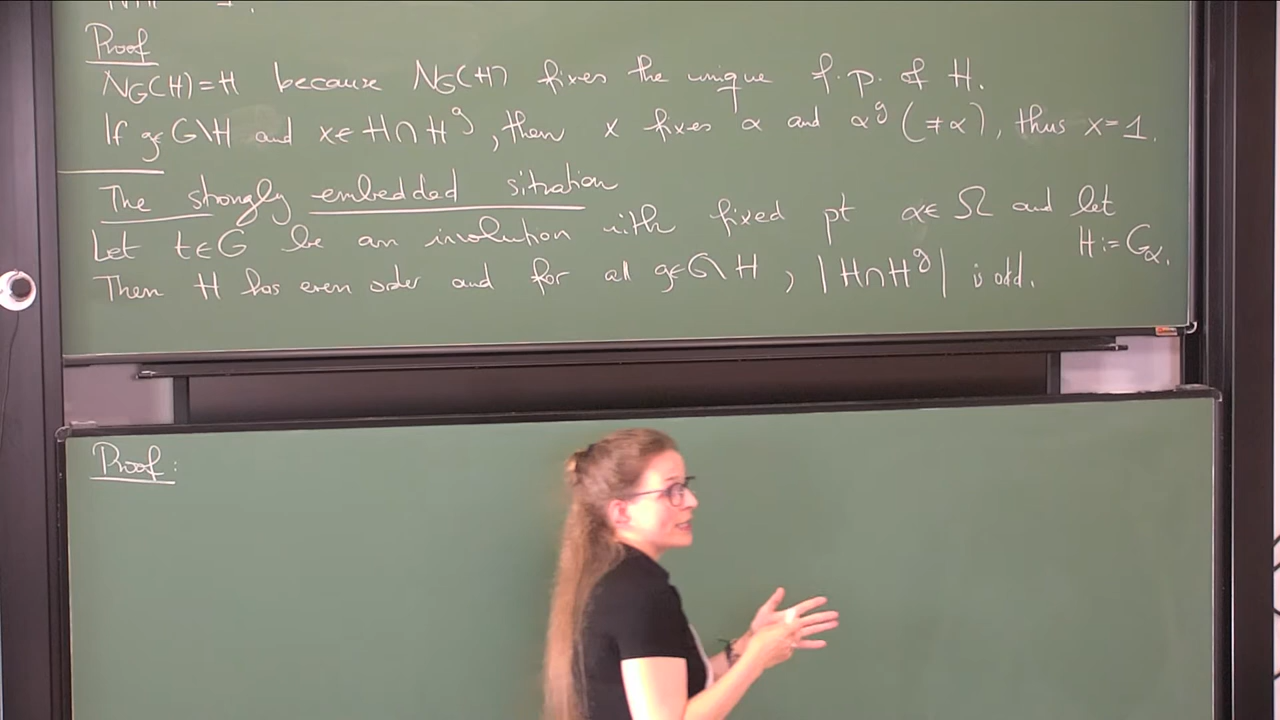 Proof
N_G(H)=H because N_G(H) fixes the unique f.p. of H.
If g∈G\H and x∈H∩H^g, then x fixes α and α^g (≠α), thus x=1.
The strongly embedded situation
Let t∈G be an involution with fixed pt α∈Ω and let
H:=G_α.
Then H has even order and for all g∈G\H, |H∩H^g| is odd.
Proof: